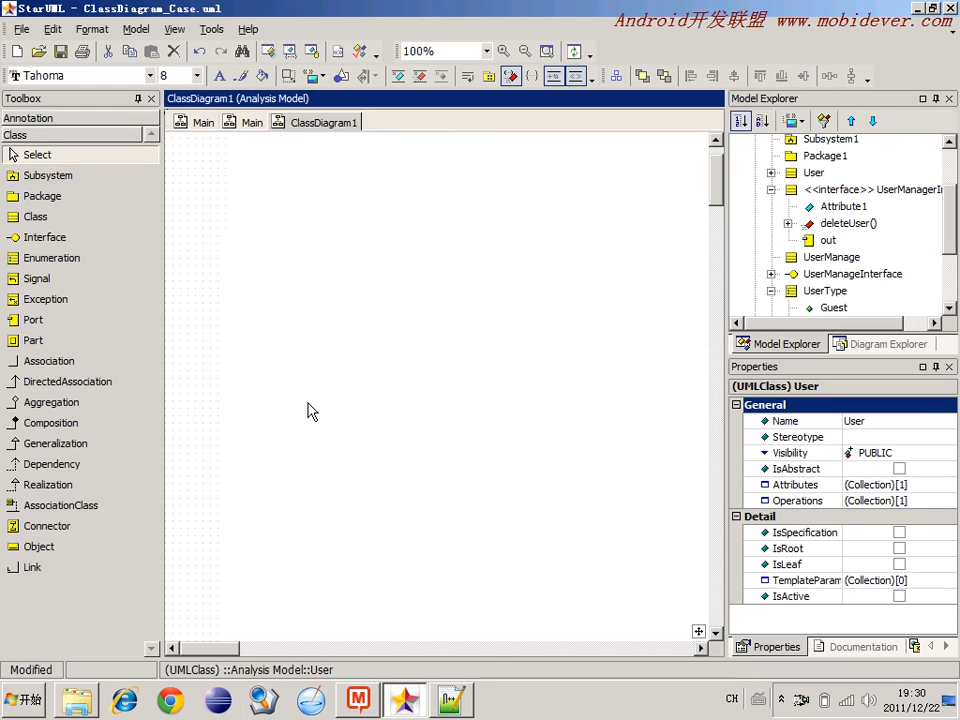 StarUML - ClassDiagram_Case.uml
Android开发联盟 www.mobidever.com
File Edit Format Model View Tools Help
100%
Tahoma 8
Toolbox
ClassDiagram1 (Analysis Model)
Model Explorer
Annotation
Class
Main Main ClassDiagram1
Select
Subsystem
Package
Class
Interface
Enumeration
Signal
Exception
Port
Part
Association
DirectedAssociation
Aggregation
Composition
Generalization
Dependency
Realization
AssociationClass
Connector
Object
Link
Subsystem1
Package1
User
<<interface>> UserManagerIn
Attribute1
deleteUser()
out
UserManage
UserManageInterface
UserType
Guest
Model Explorer Diagram Explorer
Properties
(UMLClass) User
General
Name User
Stereotype
Visibility PUBLIC
IsAbstract
Attributes (Collection)[1]
Operations (Collection)[1]
Detail
IsSpecification
IsRoot
IsLeaf
TemplateParam (Collection)[0]
IsActive
Properties Documentation
Modified (UMLClass) ::Analysis Model::User
开始
CH
19:30
2011/12/22